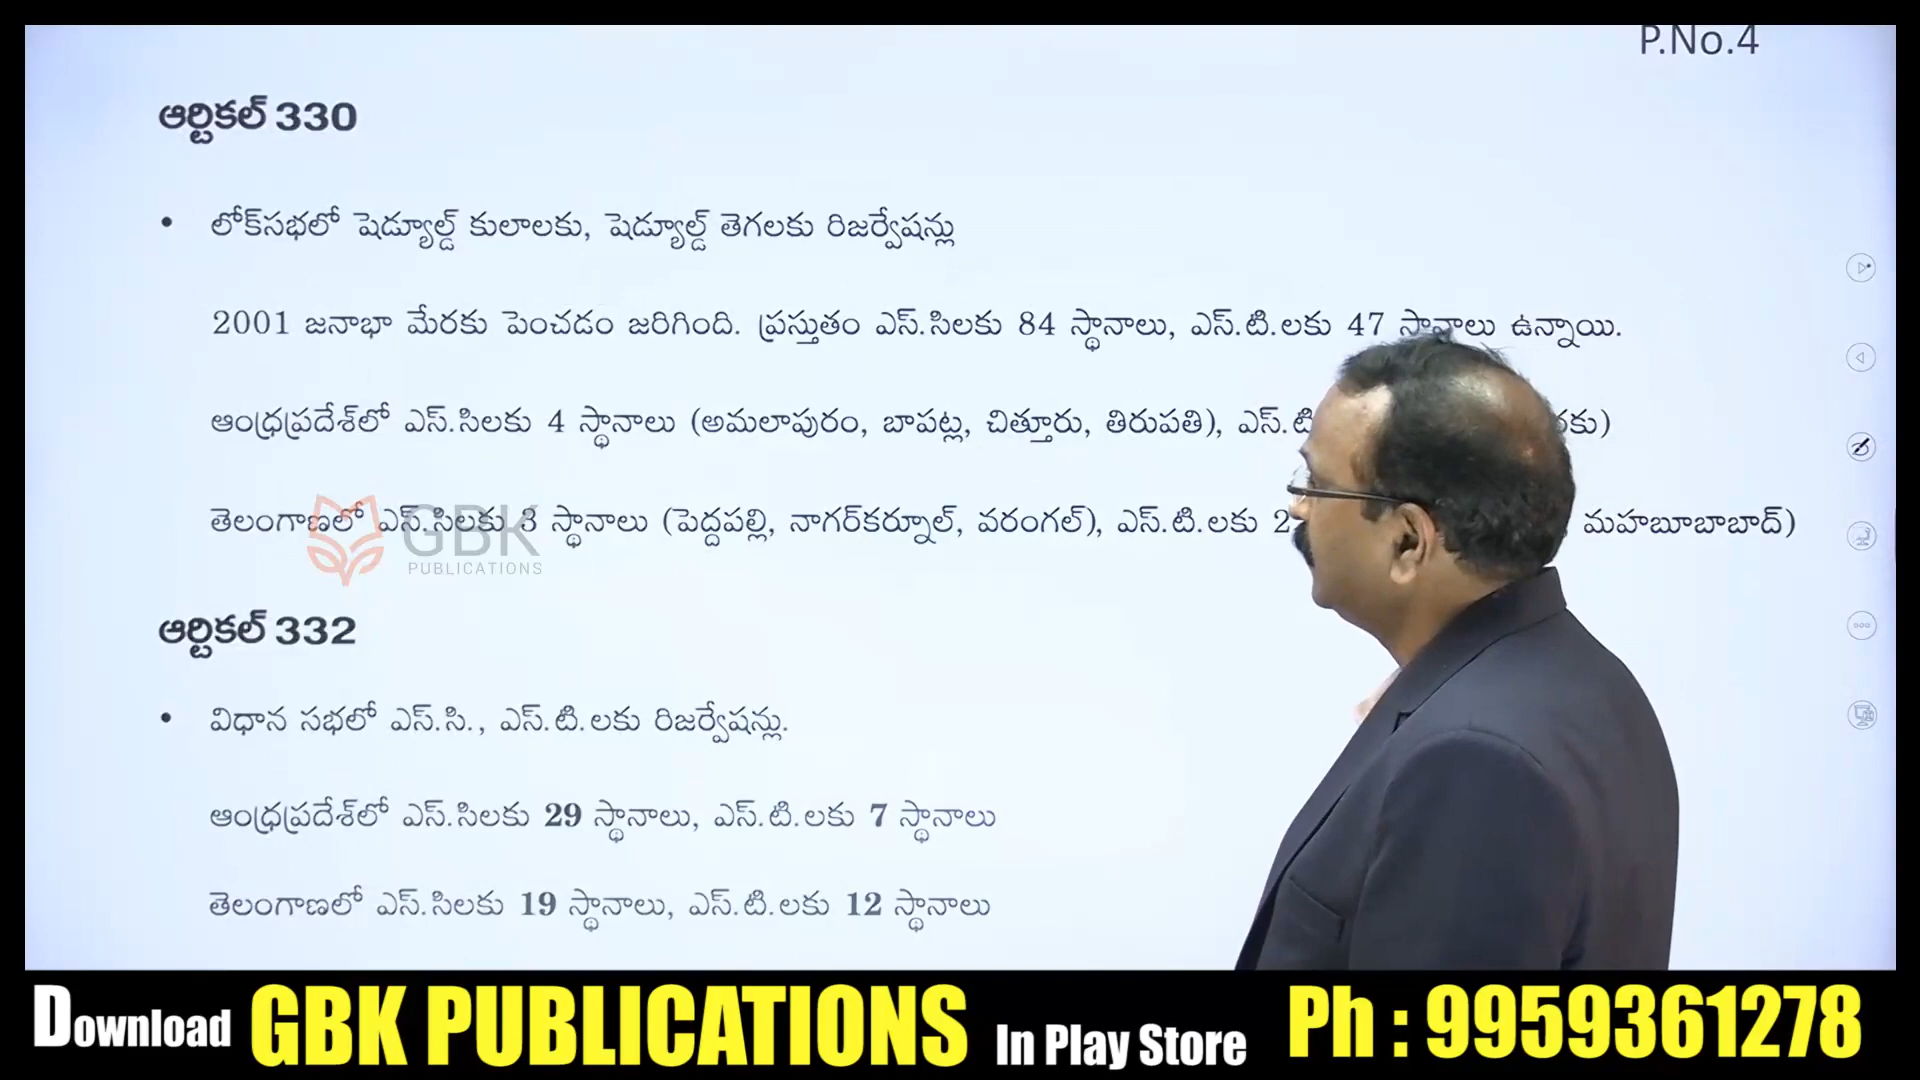 P.No.4
ఆర్టికల్ 330
• లోక్‌సభలో షెడ్యూల్డ్ కులాలకు, షెడ్యూల్డ్ తెగలకు రిజర్వేషన్లు
2001 జనాభా మేరకు పెంచడం జరిగింది. ప్రస్తుతం ఎస్.సిలకు 84 స్థానాలు, ఎస్.టి.లకు 47 స్థానాలు ఉన్నాయి.
ఆంధ్రప్రదేశ్‌లో ఎస్.సిలకు 4 స్థానాలు (అమలాపురం, బాపట్ల, చిత్తూరు, తిరుపతి),
తెలంగాణలో ఎస్.సిలకు 3 స్థానాలు (పెద్దపల్లి, నాగర్‌కర్నూల్, వరంగల్), ఎస్.టి.లకు 2 మహబూబాబాద్)
GBK
PUBLICATIONS
ఆర్టికల్ 332
• విధాన సభలో ఎస్.సి., ఎస్.టి.లకు రిజర్వేషన్లు.
ఆంధ్రప్రదేశ్‌లో ఎస్.సిలకు 29 స్థానాలు, ఎస్.టి.లకు 7 స్థానాలు
తెలంగాణలో ఎస్.సిలకు 19 స్థానాలు, ఎస్.టి.లకు 12 స్థానాలు
Download GBK PUBLICATIONS In Play Store Ph : 9959361278